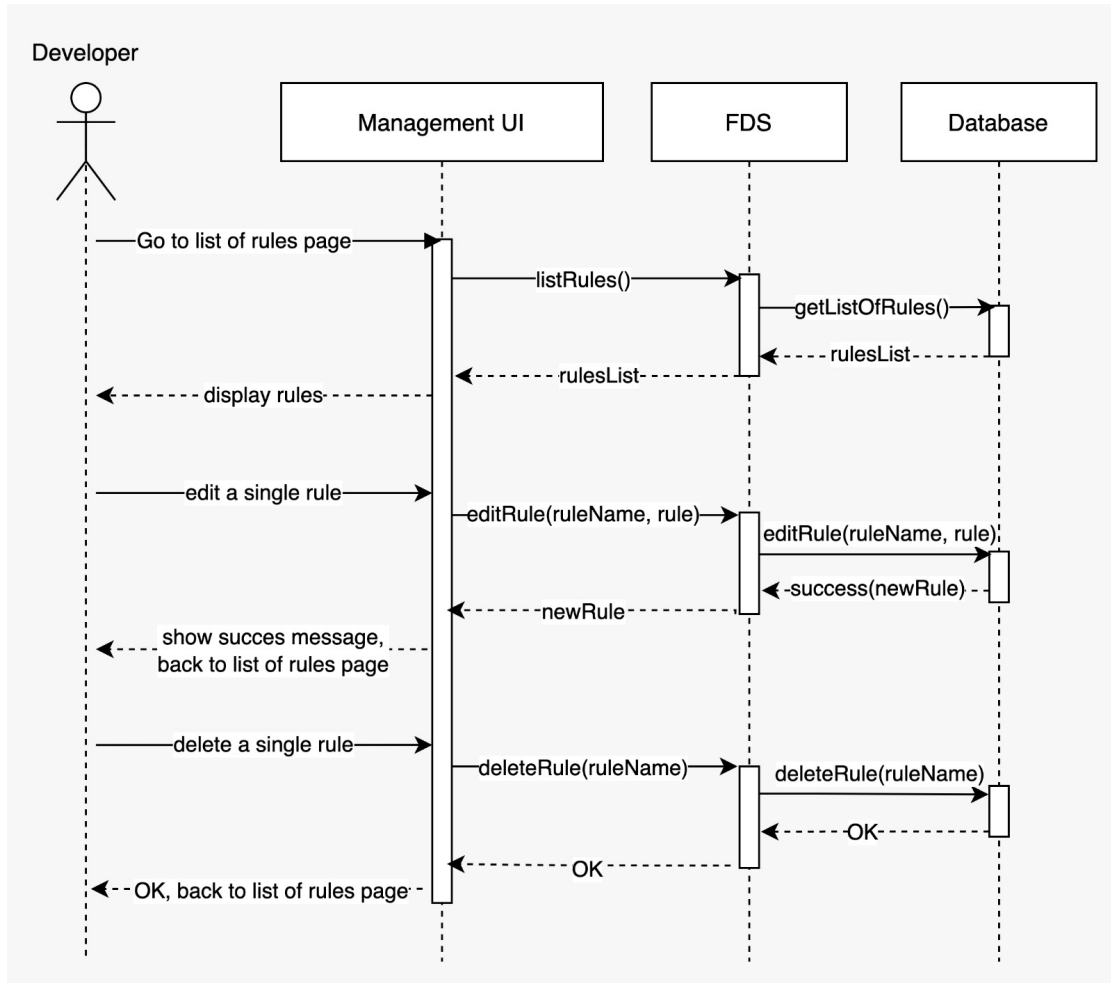 Developer
Management UI
FDS
Database
Go to list of rules page
listRules()
getListOfRules()
rulesList
rulesList
display rules
edit a single rule
editRule(ruleName, rule)
editRule(ruleName, rule)
success(newRule)
newRule
show succes message,
back to list of rules page
delete a single rule
deleteRule(ruleName)
deleteRule(ruleName)
OK
OK
OK, back to list of rules page